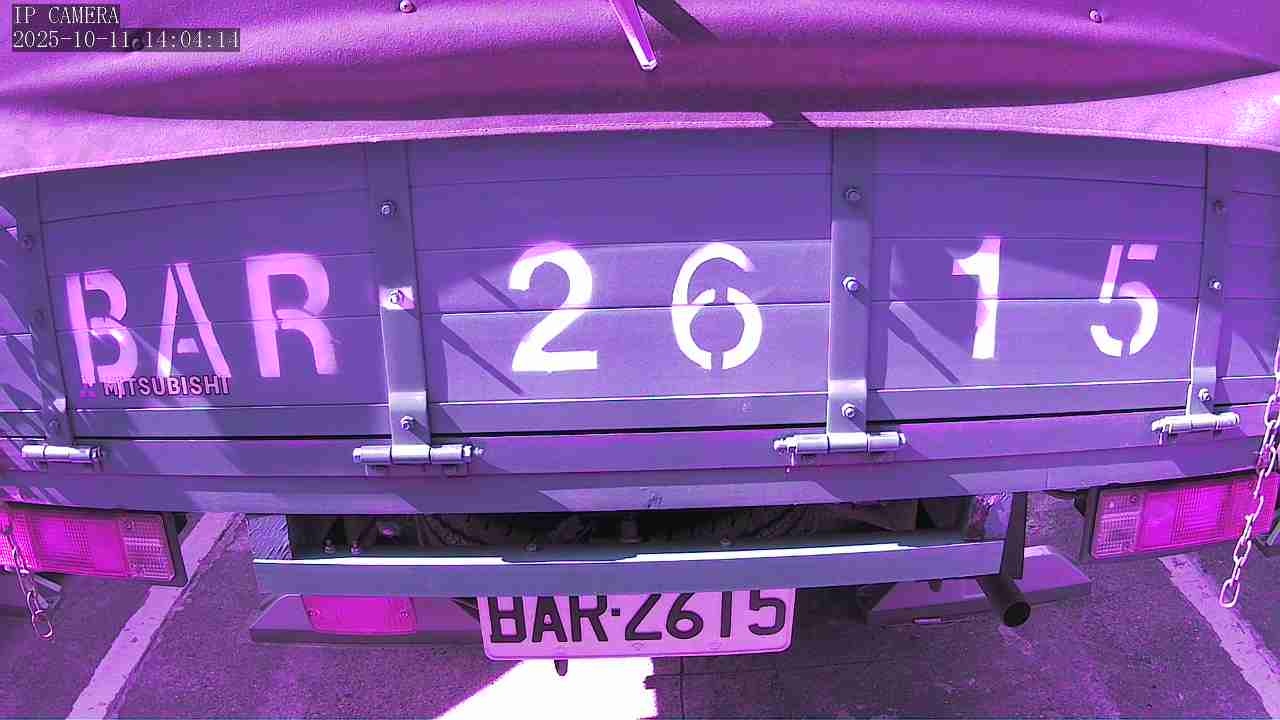 IP CAMERA
2025-10-11 14:04:14
BAR 2615
MITSUBISHI
BAR·2615